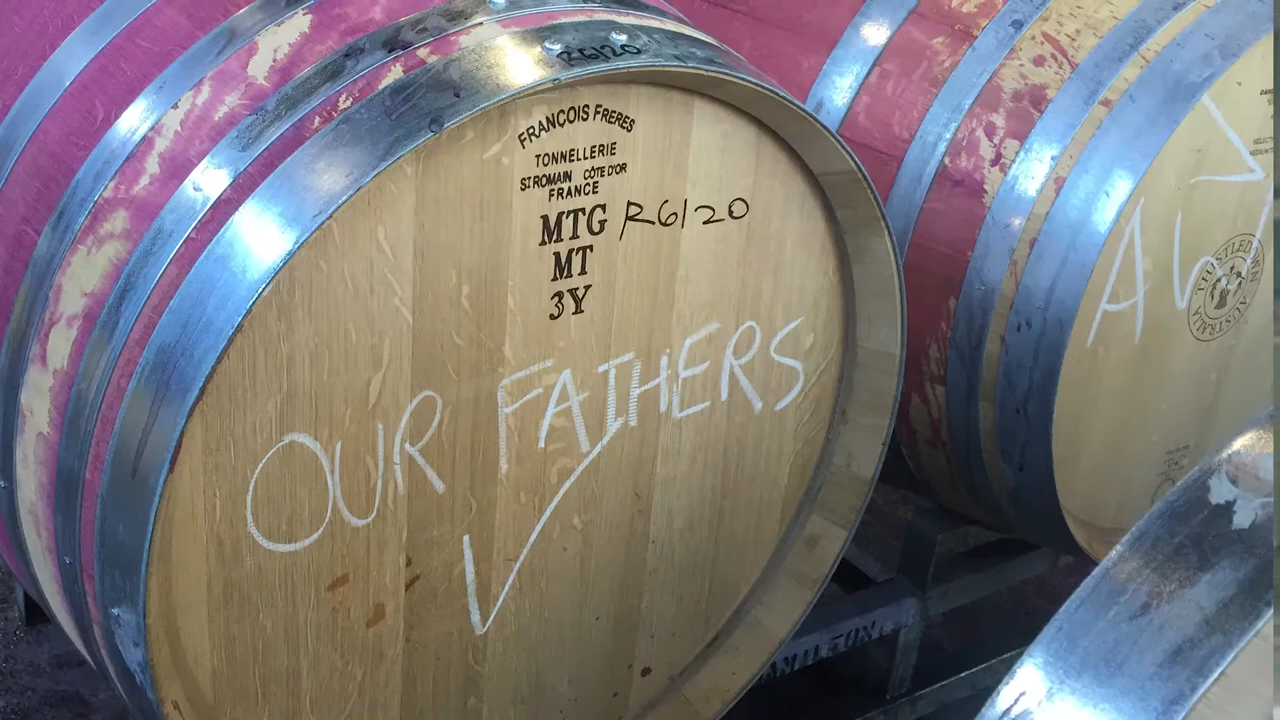 R6/20
FRANÇOIS FRERES
TONNELLERIE
ST ROMAIN CÔTE D'OR
FRANCE
MTG R6/20
MT
3Y
OUR FATHERS
THISTLEDOWN
AUSTRALIA